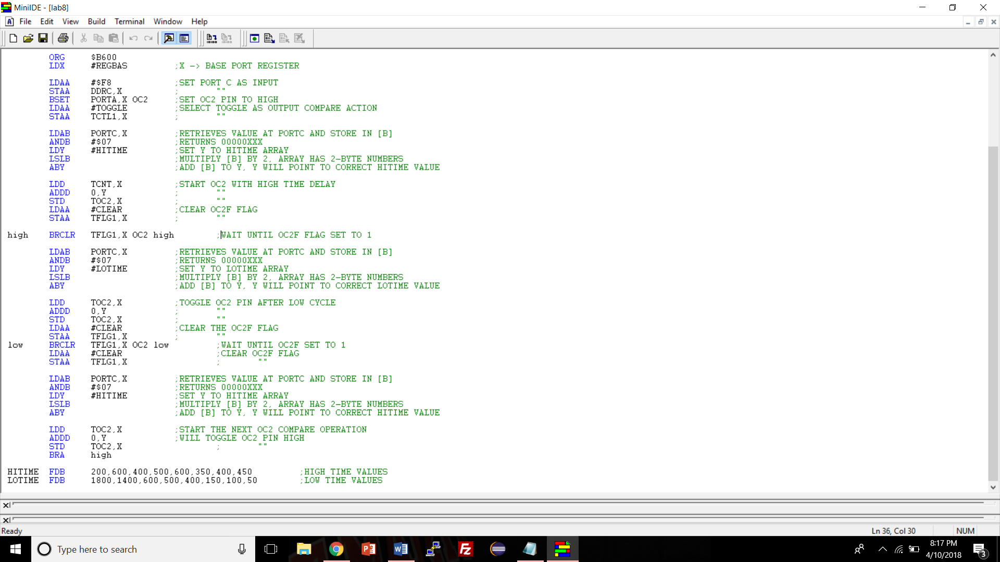 MiniIDE - [lab8]
File Edit View Build Terminal Window Help
ORG $B600
LDX #REGBAS ;X -> BASE PORT REGISTER
LDAA #$F8 ;SET PORT C AS INPUT
STAA DDRC,X ; ""
BSET PORTA,X OC2 ;SET OC2 PIN TO HIGH
LDAA #TOGGLE ;SELECT TOGGLE AS OUTPUT COMPARE ACTION
STAA TCTL1,X ; ""
LDAB PORTC,X ;RETRIEVES VALUE AT PORTC AND STORE IN [B]
ANDB #$07 ;RETURNS 00000XXX
LDY #HITIME ;SET Y TO HITIME ARRAY
LSLB ;MULTIPLY [B] BY 2, ARRAY HAS 2-BYTE NUMBERS
ABY ;ADD [B] TO Y, Y WILL POINT TO CORRECT HITIME VALUE
LDD TCNT,X ;START OC2 WITH HIGH TIME DELAY
ADDD 0,Y ; ""
STD TOC2,X ; ""
LDAA #CLEAR ;CLEAR OC2F FLAG
STAA TFLG1,X ; ""
high BRCLR TFLG1,X OC2 high ;WAIT UNTIL OC2F FLAG SET TO 1
LDAB PORTC,X ;RETRIEVES VALUE AT PORTC AND STORE IN [B]
ANDB #$07 ;RETURNS 00000XXX
LDY #LOTIME ;SET Y TO LOTIME ARRAY
LSLB ;MULTIPLY [B] BY 2, ARRAY HAS 2-BYTE NUMBERS
ABY ;ADD [B] TO Y, Y WILL POINT TO CORRECT LOTIME VALUE
LDD TOC2,X ;TOGGLE OC2 PIN AFTER LOW CYCLE
ADDD 0,Y ; ""
STD TOC2,X ; ""
LDAA #CLEAR ;CLEAR THE OC2F FLAG
STAA TFLG1,X ; ""
low BRCLR TFLG1,X OC2 low ;WAIT UNTIL OC2F SET TO 1
LDAA #CLEAR ;CLEAR OC2F FLAG
STAA TFLG1,X ; ""
LDAB PORTC,X ;RETRIEVES VALUE AT PORTC AND STORE IN [B]
ANDB #$07 ;RETURNS 00000XXX
LDY #HITIME ;SET Y TO HITIME ARRAY
LSLB ;MULTIPLY [B] BY 2, ARRAY HAS 2-BYTE NUMBERS
ABY ;ADD [B] TO Y, Y WILL POINT TO CORRECT HITIME VALUE
LDD TOC2,X ;START THE NEXT OC2 COMPARE OPERATION
ADDD 0,Y ;WILL TOGGLE OC2 PIN HIGH
STD TOC2,X ; ""
BRA high
HITIME FDB 200,600,400,500,600,350,400,450 ;HIGH TIME VALUES
LOTIME FDB 1800,1400,600,500,400,150,100,50 ;LOW TIME VALUES
Ready
Ln 36, Col 30
NUM
Type here to search
8:17 PM
4/10/2018
3